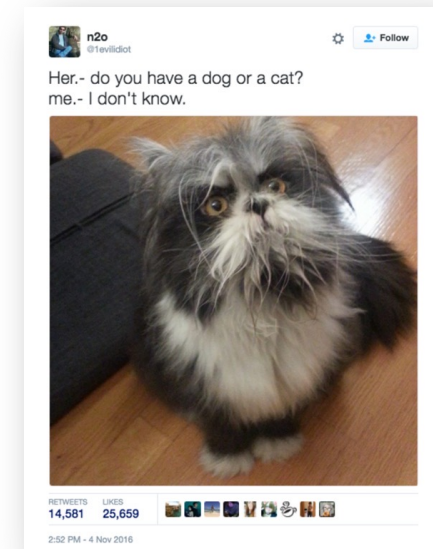 n2o
@1evilidiot
Follow
Her.- do you have a dog or a cat?
me.- I don't know.
RETWEETS LIKES
14,581 25,659
2:52 PM - 4 Nov 2016